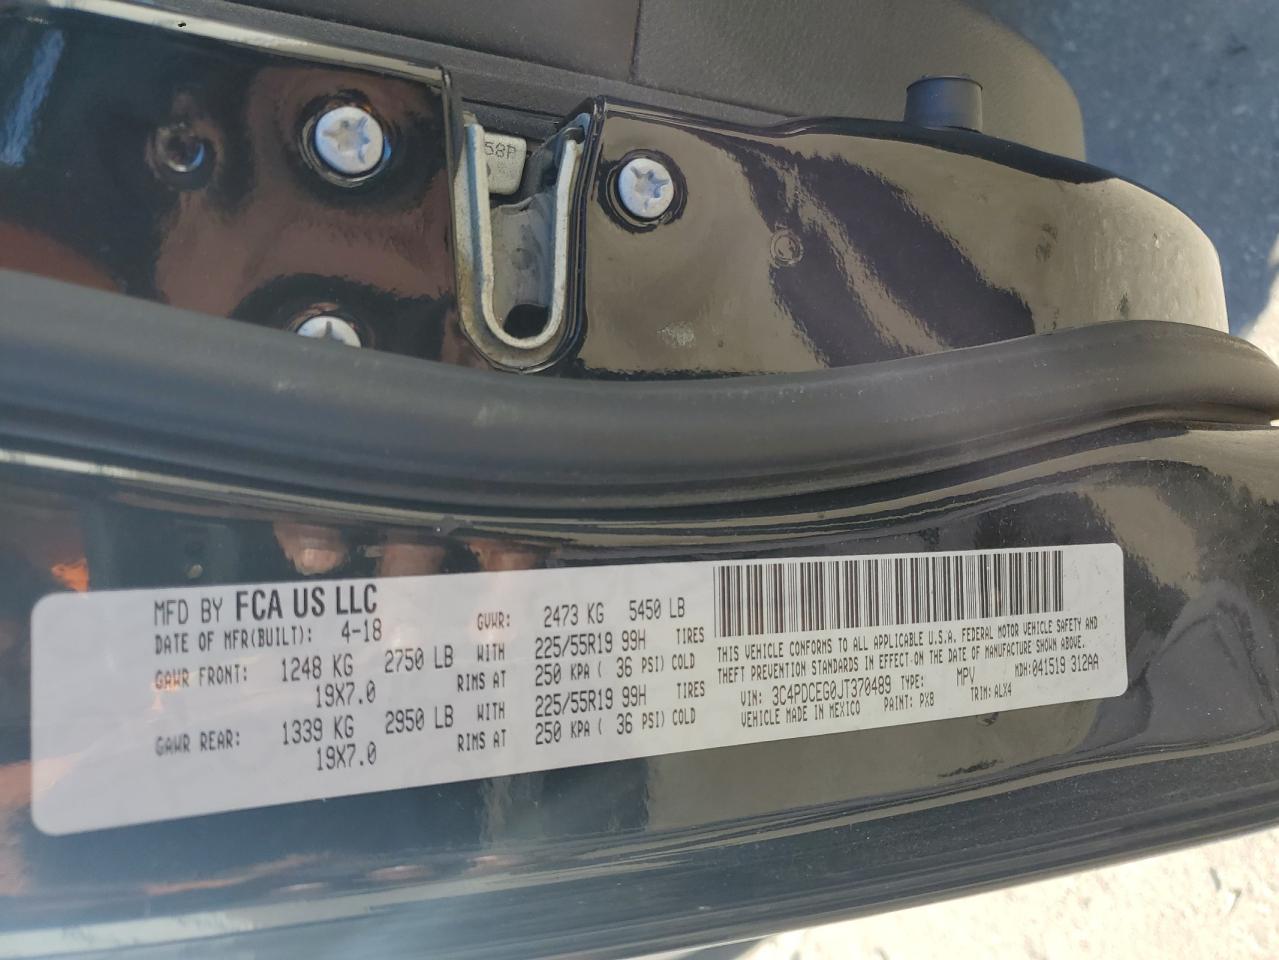 58P
MFD BY FCA US LLC
DATE OF MFR(BUILT): 4-18 GVWR: 2473 KG 5450 LB
GAWR FRONT: 1248 KG 2750 LB WITH 225/55R19 99H TIRES
19X7.0 RIMS AT 250 KPA ( 36 PSI) COLD
GAWR REAR: 1339 KG 2950 LB WITH 225/55R19 99H TIRES
19X7.0 RIMS AT 250 KPA ( 36 PSI) COLD
THIS VEHICLE CONFORMS TO ALL APPLICABLE U.S.A. FEDERAL MOTOR VEHICLE SAFETY AND
THEFT PREVENTION STANDARDS IN EFFECT ON THE DATE OF MANUFACTURE SHOWN ABOVE.
MDH: 041519 312AA
VIN: 3C4PDCEG0JT370489 TYPE: MPV
VEHICLE MADE IN MEXICO PAINT: PXB TRIM: ALX4